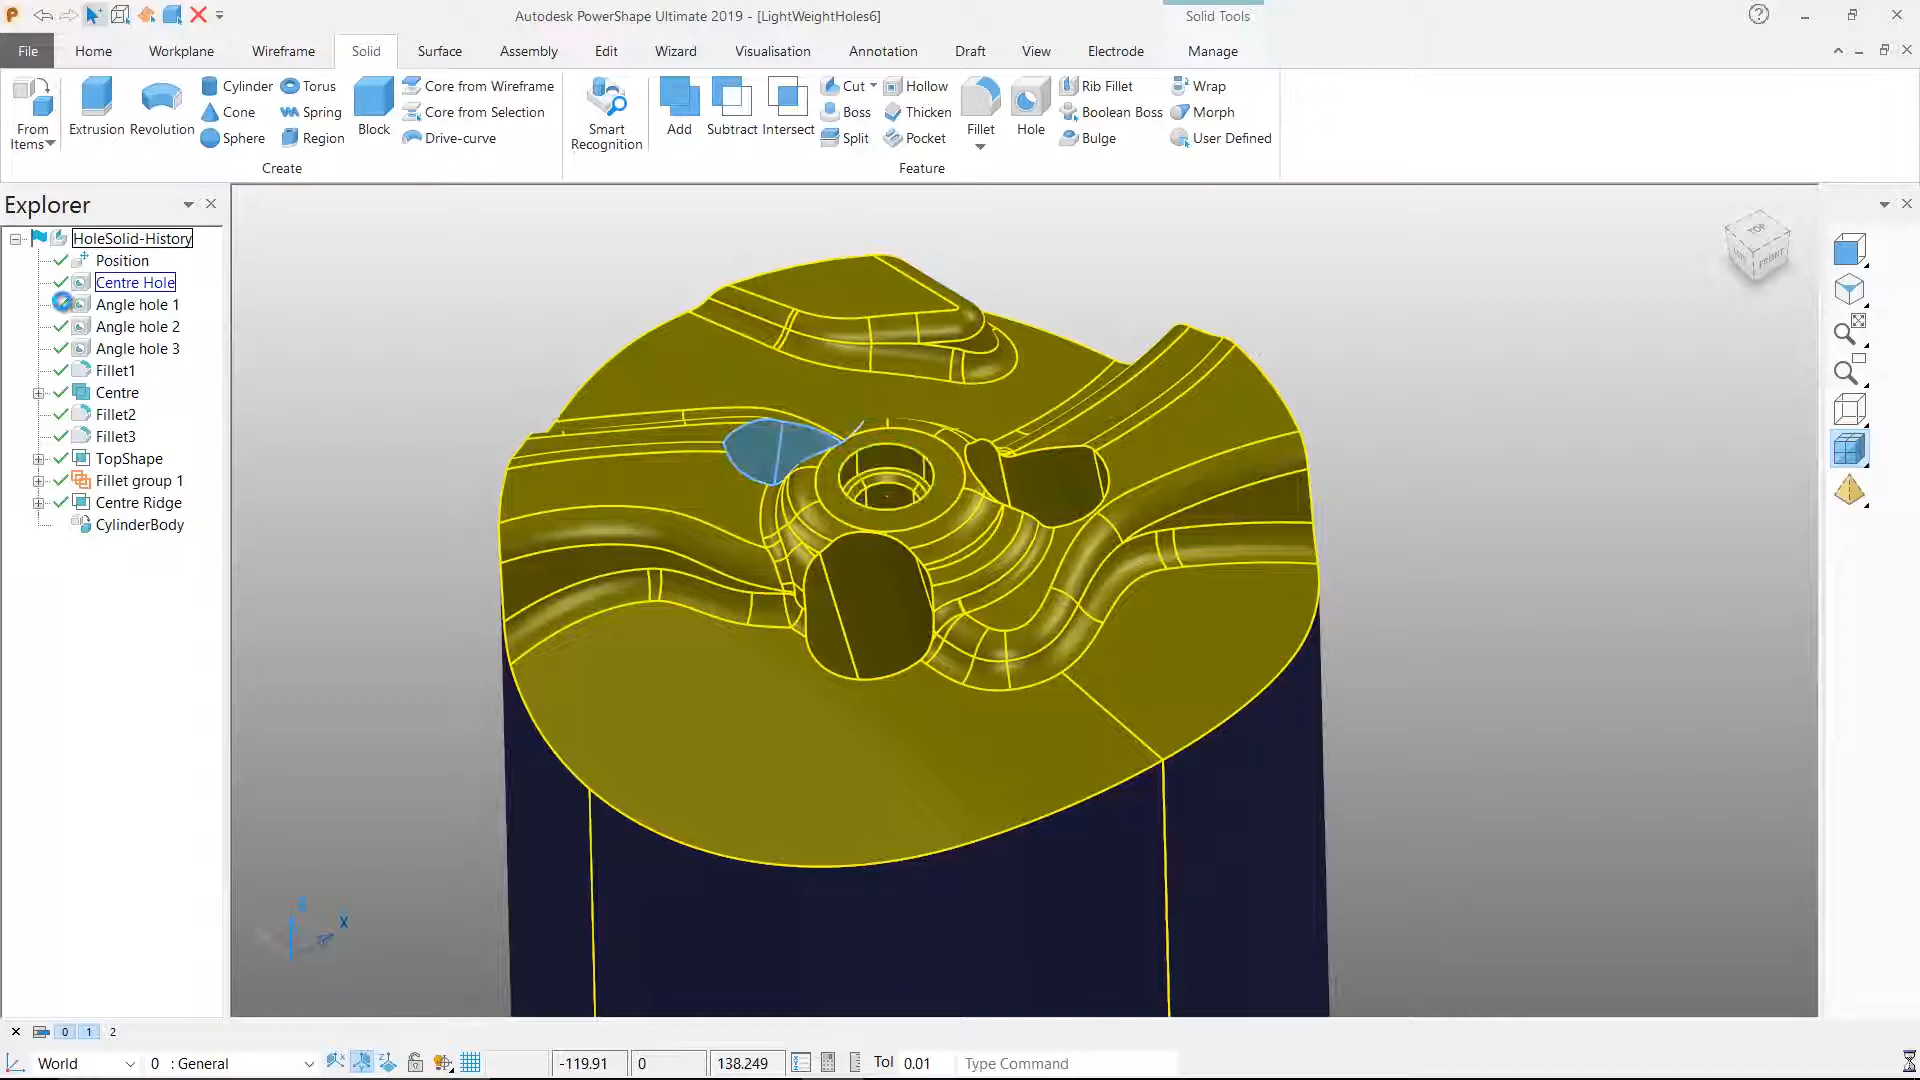 Autodesk PowerShape Ultimate 2019 - [LightWeightHoles6]
Solid Tools
File
Home
Workplane
Wireframe
Solid
Surface
Assembly
Edit
Wizard
Visualisation
Annotation
Draft
View
Electrode
Manage
From Items
Extrusion
Revolution
Cylinder
Cone
Sphere
Torus
Spring
Region
Block
Core from Wireframe
Core from Selection
Drive-curve
Create
Smart Recognition
Add
Subtract
Intersect
Cut
Boss
Split
Hollow
Thicken
Pocket
Fillet
Hole
Rib Fillet
Boolean Boss
Bulge
Wrap
Morph
User Defined
Feature
Explorer
HoleSolid-History
Position
Centre Hole
Angle hole 1
Angle hole 2
Angle hole 3
Fillet1
Centre
Fillet2
Fillet3
TopShape
Fillet group 1
Centre Ridge
CylinderBody
TOP
FRONT
X
0 1 2
World
0 : General
-119.91
0
138.249
Tol 0.01
Type Command